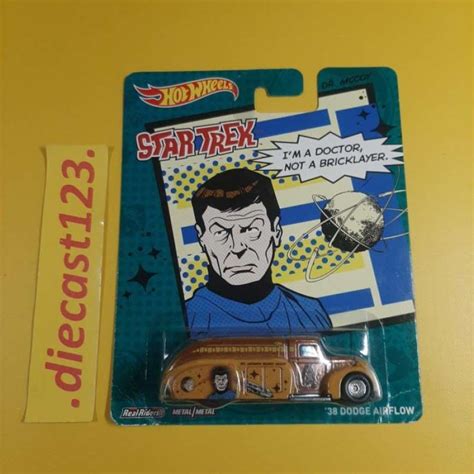 .diecast123.
HOT WHEELS
STAR TREK
DR. MCCOY
I'M A DOCTOR,
NOT A BRICKLAYER.
Real Riders
METAL/METAL
'38 DODGE AIRFLOW